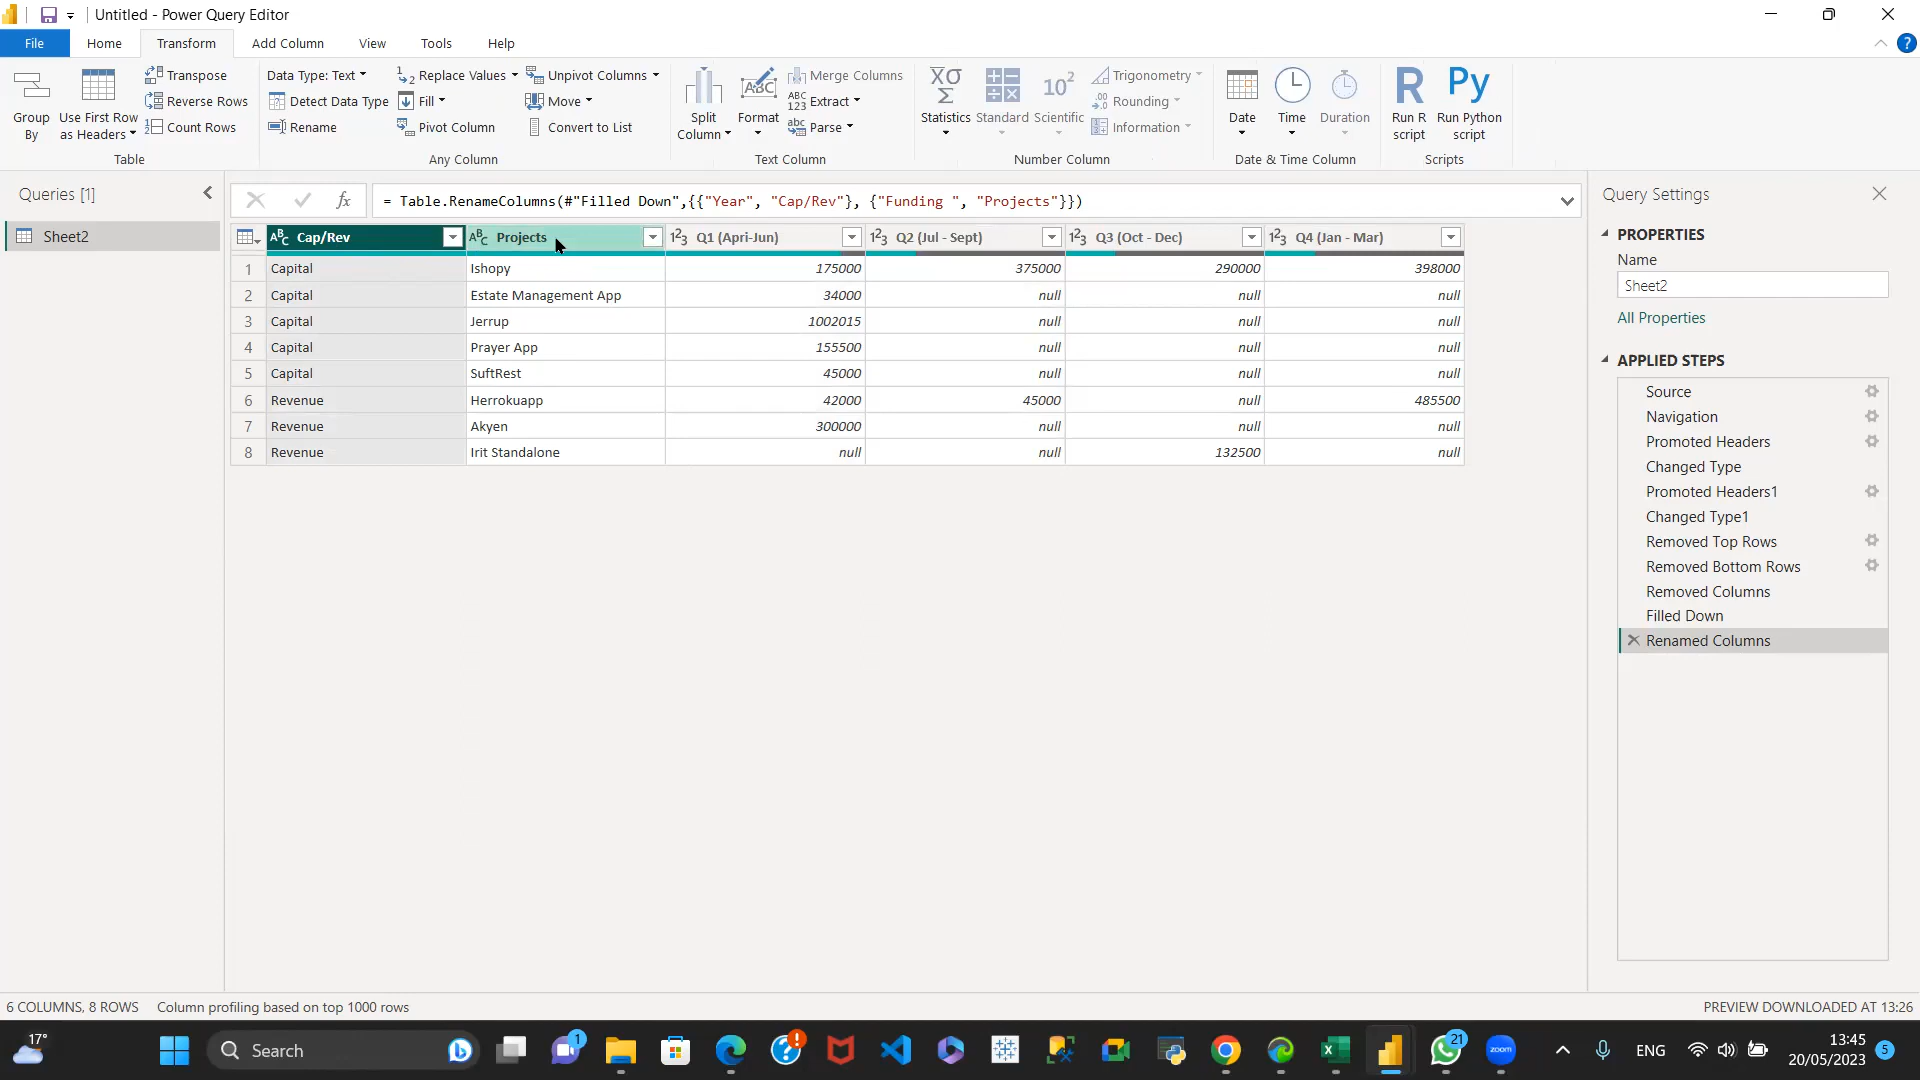 Untitled - Power Query Editor
File Home Transform Add Column View Tools Help
Group By
Use First Row as Headers
Transpose
Reverse Rows
Count Rows
Table
Data Type: Text
Detect Data Type
Rename
Replace Values
Fill
Pivot Column
Unpivot Columns
Move
Convert to List
Any Column
Split Column
Format
ABC
Merge Columns
Extract
Parse
Text Column
Statistics
Standard
Scientific
Trigonometry
Rounding
Information
Number Column
Date
Time
Duration
Date & Time Column
Run R script
Run Python script
Scripts
Queries [1]
Sheet2
= Table.RenameColumns(#"Filled Down",{{"Year", "Cap/Rev"}, {"Funding ", "Projects"}})
Cap/Rev Projects Q1 (Apri-Jun) Q2 (Jul - Sept) Q3 (Oct - Dec) Q4 (Jan - Mar)
1 Capital Ishopy 175000 375000 290000 398000
2 Capital Estate Management App 34000 null null null
3 Capital Jerrup 1002015 null null null
4 Capital Prayer App 155500 null null null
5 Capital SuftRest 45000 null null null
6 Revenue Herrokuapp 42000 45000 null 485500
7 Revenue Akyen 300000 null null null
8 Revenue Irit Standalone null null 132500 null
Query Settings
PROPERTIES
Name
Sheet2
All Properties
APPLIED STEPS
Source
Navigation
Promoted Headers
Changed Type
Promoted Headers1
Changed Type1
Removed Top Rows
Removed Bottom Rows
Removed Columns
Filled Down
Renamed Columns
6 COLUMNS, 8 ROWS Column profiling based on top 1000 rows
PREVIEW DOWNLOADED AT 13:26
17°
Search
1
21
zoom
ENG
13:45
20/05/2023
5